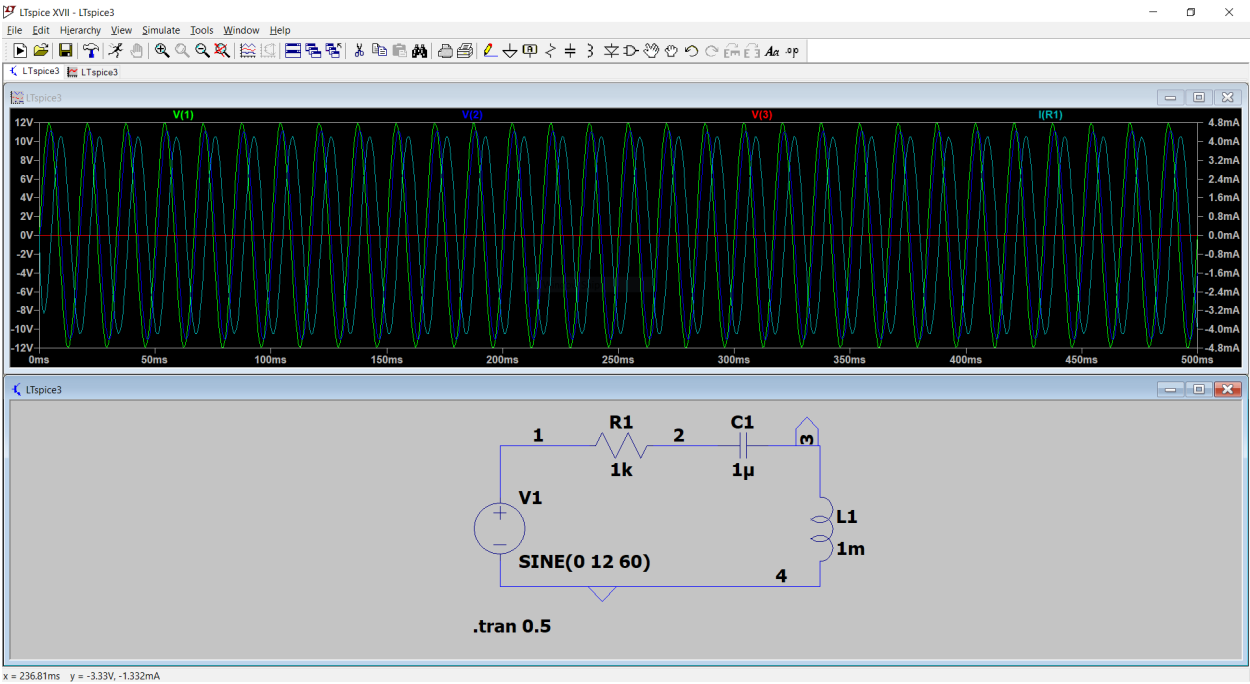 LTspice XVII - LTspice3
File Edit Hierarchy View Simulate Tools Window Help
LTspice3 LTspice3
LTspice3
V(1) V(2) V(3) I(R1)
12V 4.8mA
10V 4.0mA
8V 3.2mA
6V 2.4mA
4V 1.6mA
2V 0.8mA
0V 0.0mA
-2V -0.8mA
-4V -1.6mA
-6V -2.4mA
-8V -3.2mA
-10V -4.0mA
-12V -4.8mA
0ms 50ms 100ms 150ms 200ms 250ms 300ms 350ms 400ms 450ms 500ms
LTspice3
R1 C1
1 2 3
1k 1µ
V1
L1
1m
SINE(0 12 60)
4
.tran 0.5
x = 236.81ms y = -3.33V, -1.332mA